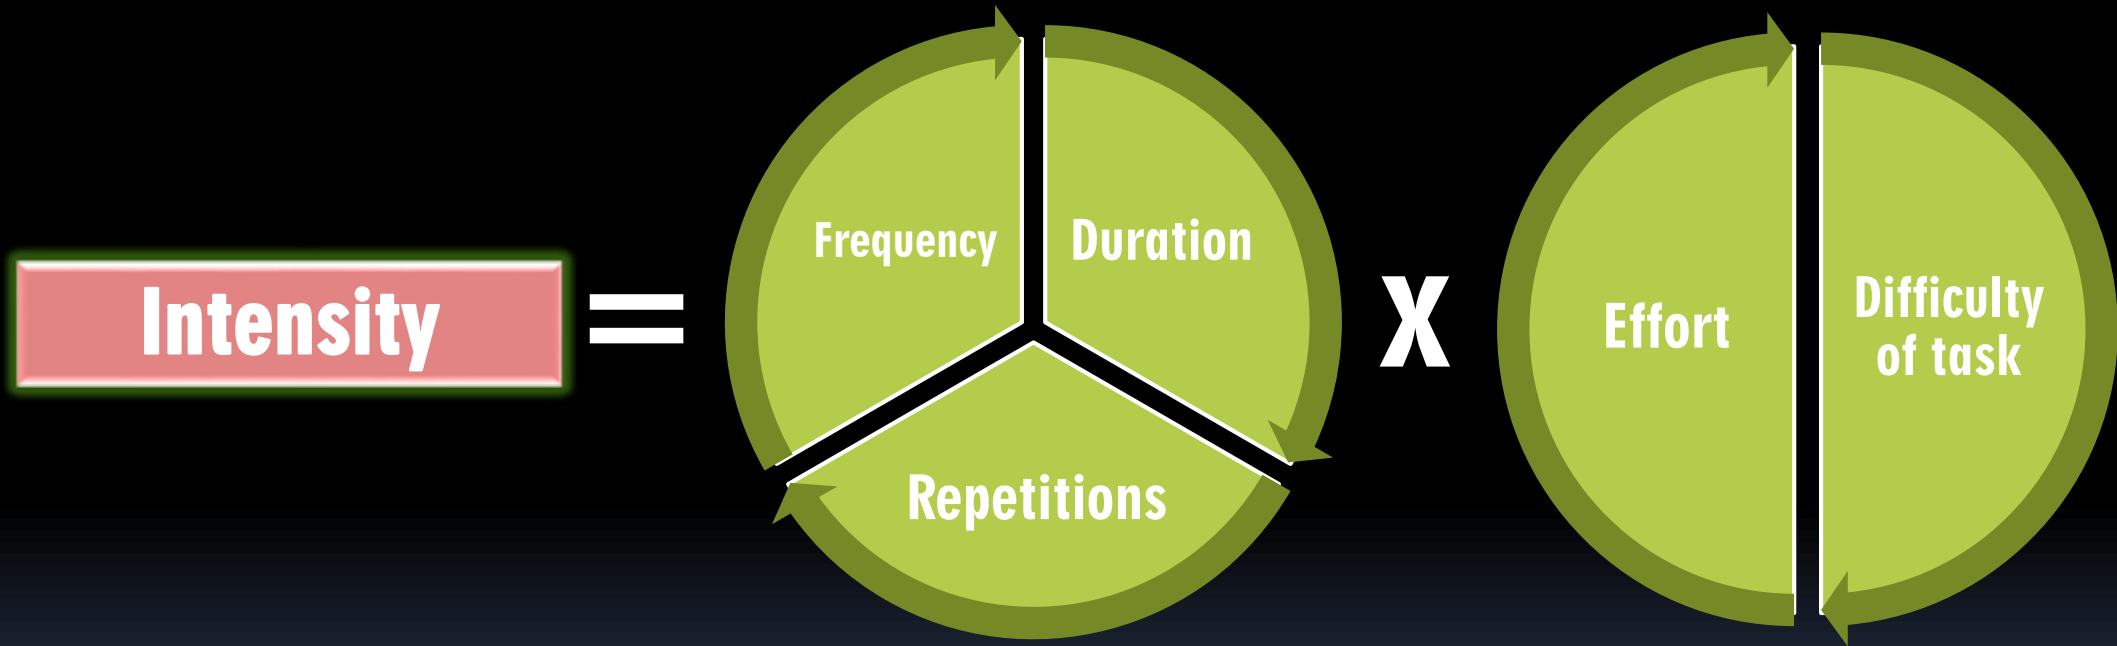 Intensity
=
Frequency
Duration
Repetitions
X
Effort
Difficulty
of task